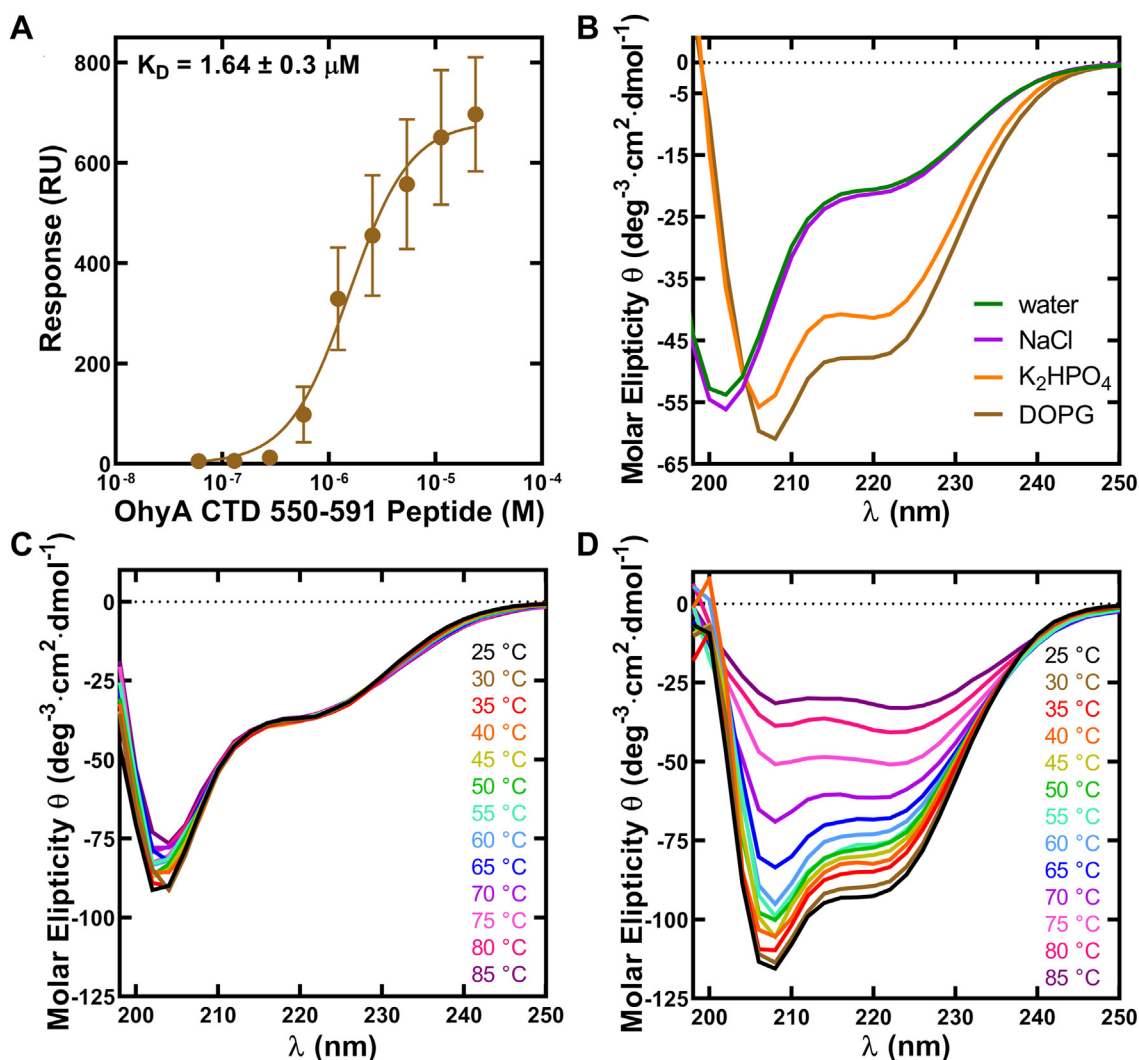 A
K_D = 1.64 ± 0.3 μM
800
600
400
200
0
10^-8
10^-7
10^-6
10^-5
10^-4
Response (RU)
OhyA CTD 550-591 Peptide (M)
B
0
-5
-15
-25
-35
-45
-55
-65
200
210
220
230
240
250
Molar Elipticity θ (deg^-3·cm^2·dmol^-1)
λ (nm)
water
NaCl
K_2HPO_4
DOPG
C
0
-25
-50
-75
-100
-125
200
210
220
230
240
250
Molar Elipticity θ (deg^-3·cm^2·dmol^-1)
λ (nm)
25 °C
30 °C
35 °C
40 °C
45 °C
50 °C
55 °C
60 °C
65 °C
70 °C
75 °C
80 °C
85 °C
D
0
-25
-50
-75
-100
-125
200
210
220
230
240
250
Molar Elipticity θ (deg^-3·cm^2·dmol^-1)
λ (nm)
25 °C
30 °C
35 °C
40 °C
45 °C
50 °C
55 °C
60 °C
65 °C
70 °C
75 °C
80 °C
85 °C